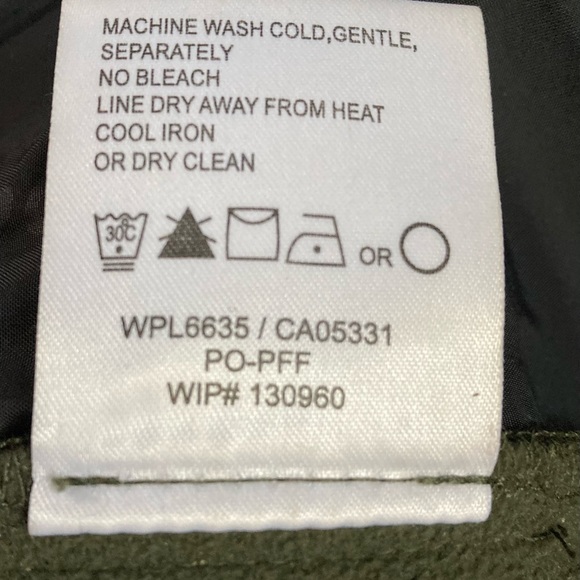 MACHINE WASH COLD,GENTLE,
SEPARATELY
NO BLEACH
LINE DRY AWAY FROM HEAT
COOL IRON
OR DRY CLEAN
30C OR
WPL6635 / CA05331
PO-PFF
WIP# 130960